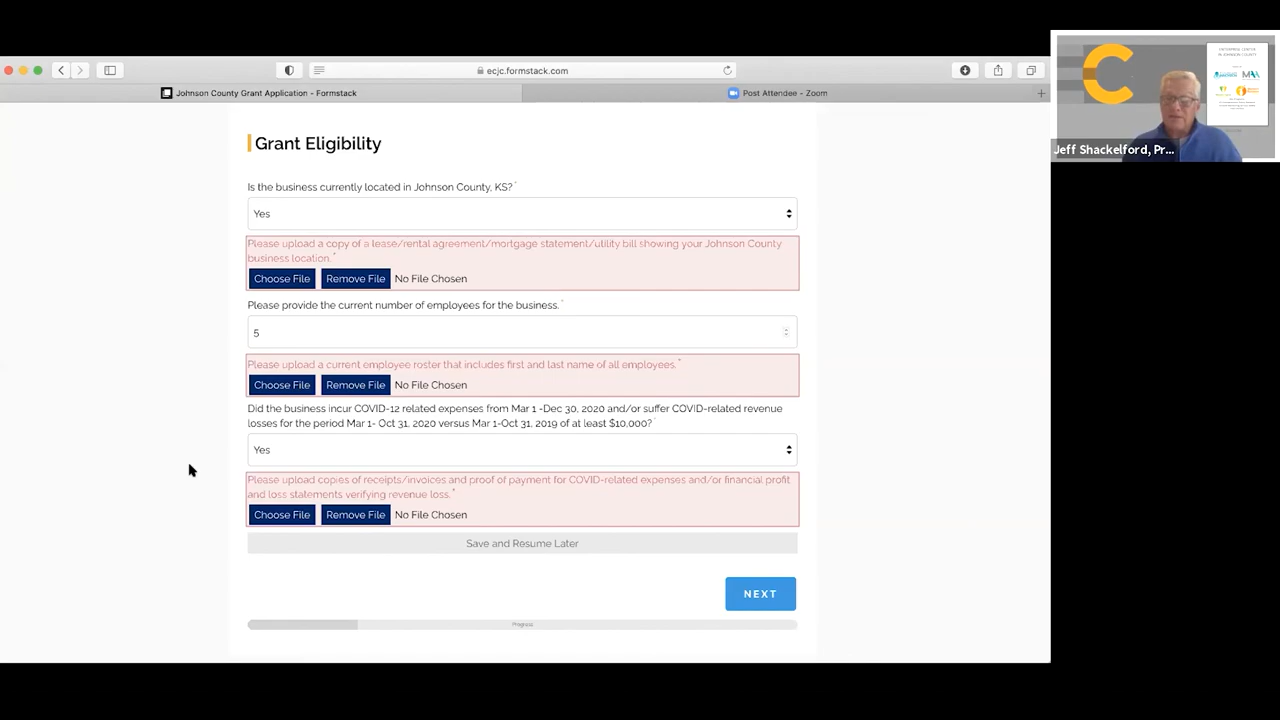 ecjc.formstack.com
Johnson County Grant Application - Formstack
Post Attendee - Zoom
Grant Eligibility
Is the business currently located in Johnson County, KS?*
Yes
Please upload a copy of a lease/rental agreement/mortgage statement/utility bill showing your Johnson County
business location.*
Choose File Remove File No File Chosen
Please provide the current number of employees for the business.*
5
Please upload a current employee roster that includes first and last name of all employees.*
Choose File Remove File No File Chosen
Did the business incur COVID-12 related expenses from Mar 1 -Dec 30, 2020 and/or suffer COVID-related revenue
losses for the period Mar 1- Oct 31, 2020 versus Mar 1-Oct 31, 2019 of at least $10,000?*
Yes
Please upload copies of receipts/invoices and proof of payment for COVID-related expenses and/or financial profit
and loss statements verifying revenue loss.*
Choose File Remove File No File Chosen
Save and Resume Later
NEXT
Progress
C
ENTERPRISE CENTER
IN JOHNSON COUNTY
Jeff Shackelford, Pr...